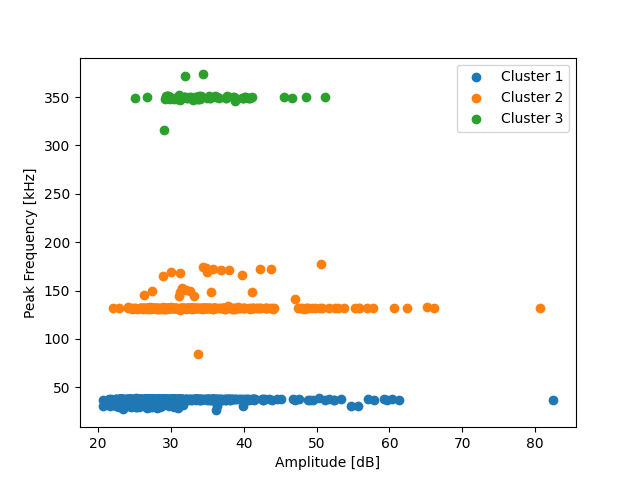 Cluster 1
Cluster 2
Cluster 3
350
300
250
200
150
100
50
Peak Frequency [kHz]
20 30 40 50 60 70 80
Amplitude [dB]